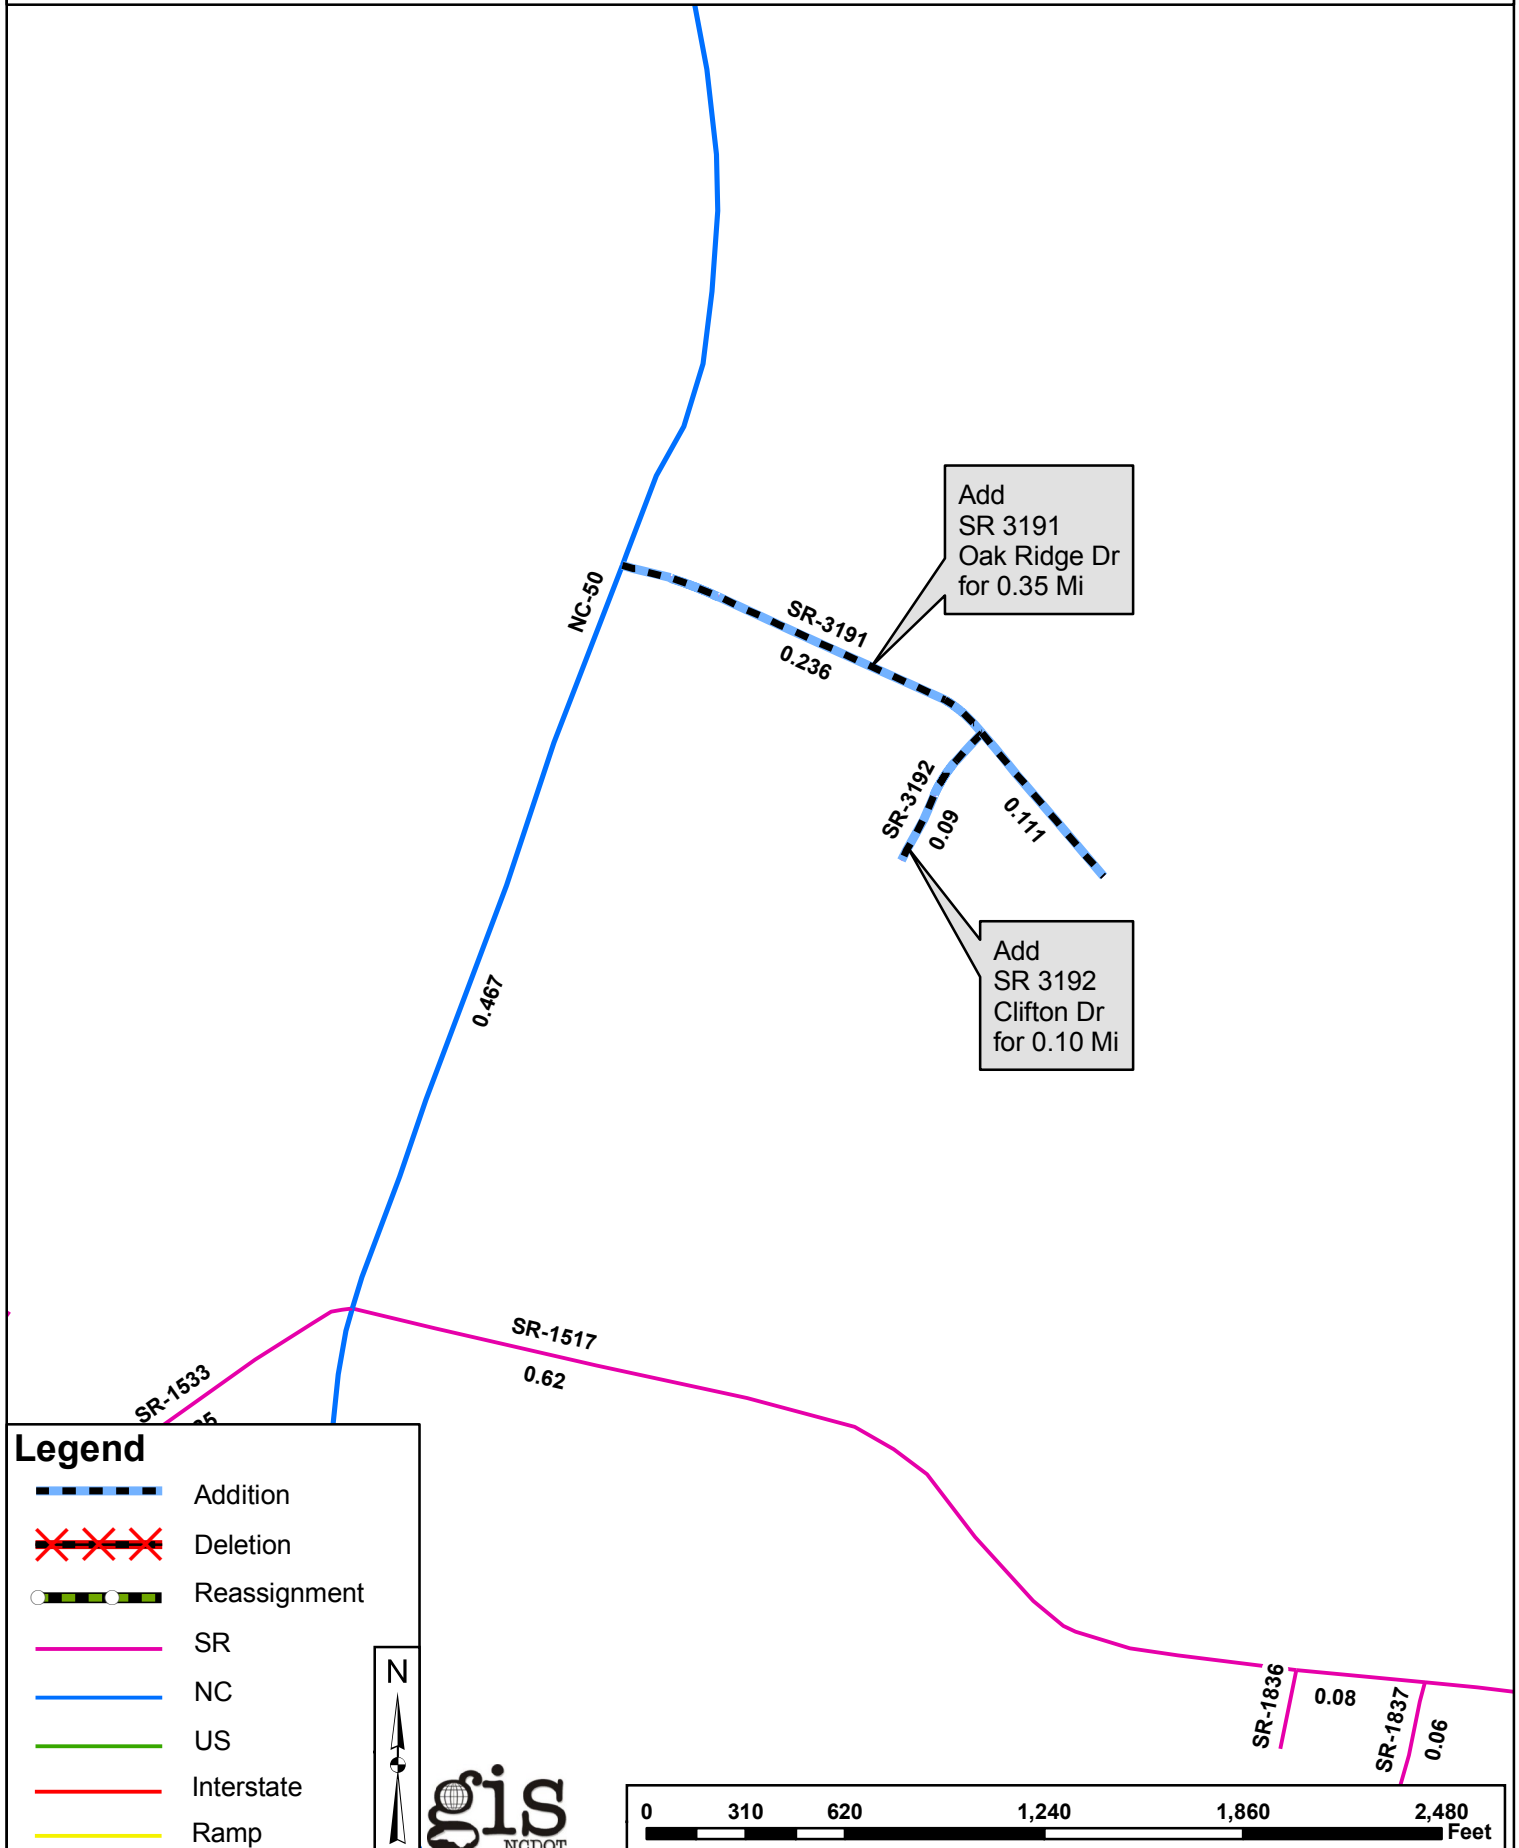 Add
SR 3191
Oak Ridge Dr
for 0.35 Mi
NC-50
SR-3191
0.236
SR-3192
0.09
0.111
Add
SR 3192
Clifton Dr
for 0.10 Mi
0.467
SR-1517
0.62
SR-1533
Legend
Addition
Deletion
Reassignment
SR
NC
US
Interstate
Ramp
N
gis
NCDOT
SR-1836
0.08
SR-1837
0.06
0 310 620 1,240 1,860 2,480
Feet